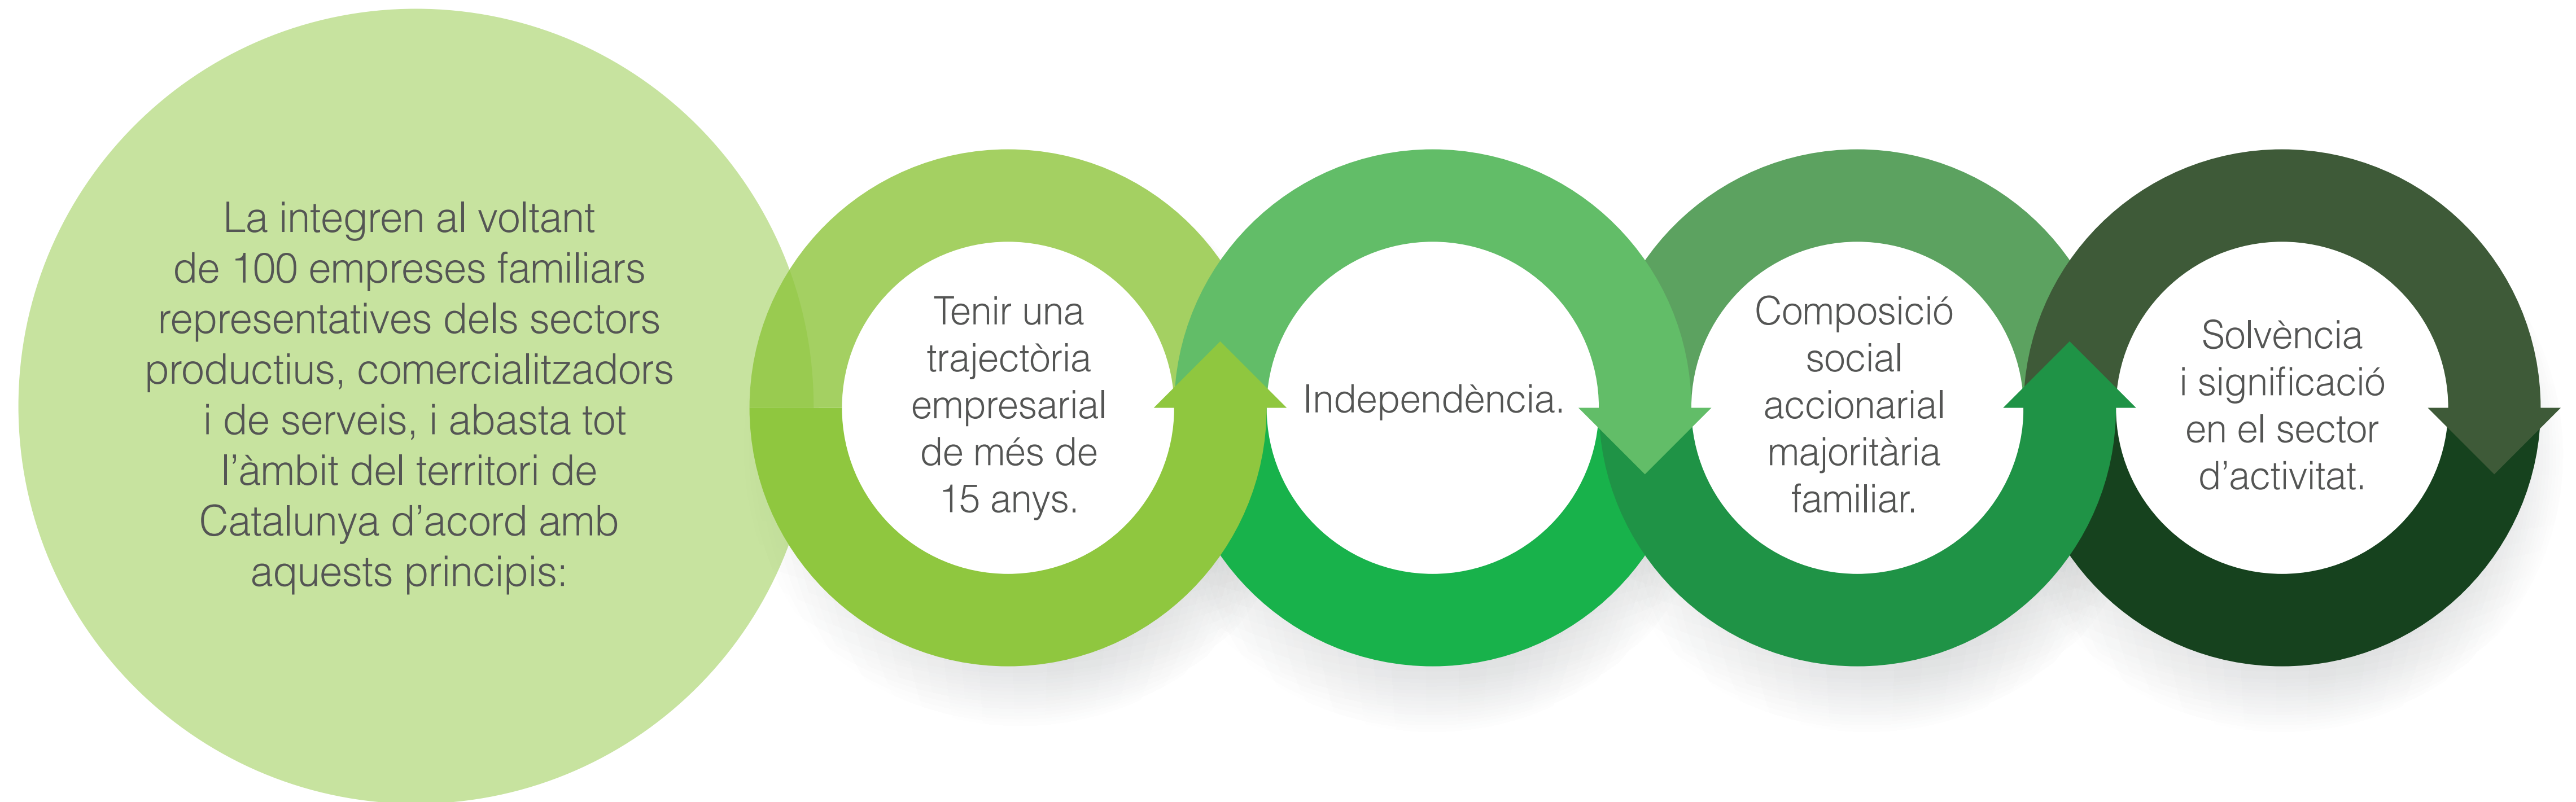 La integren al voltant
de 100 empreses familiars
representatives dels sectors
productius, comercialitzadors
i de serveis, i abasta tot
l’àmbit del territori de
Catalunya d’acord amb
aquests principis:
Tenir una
trajectòria
empresarial
de més de
15 anys.
Independència.
Composició
social
accionarial
majoritària
familiar.
Solvència
i significació
en el sector
d’activitat.